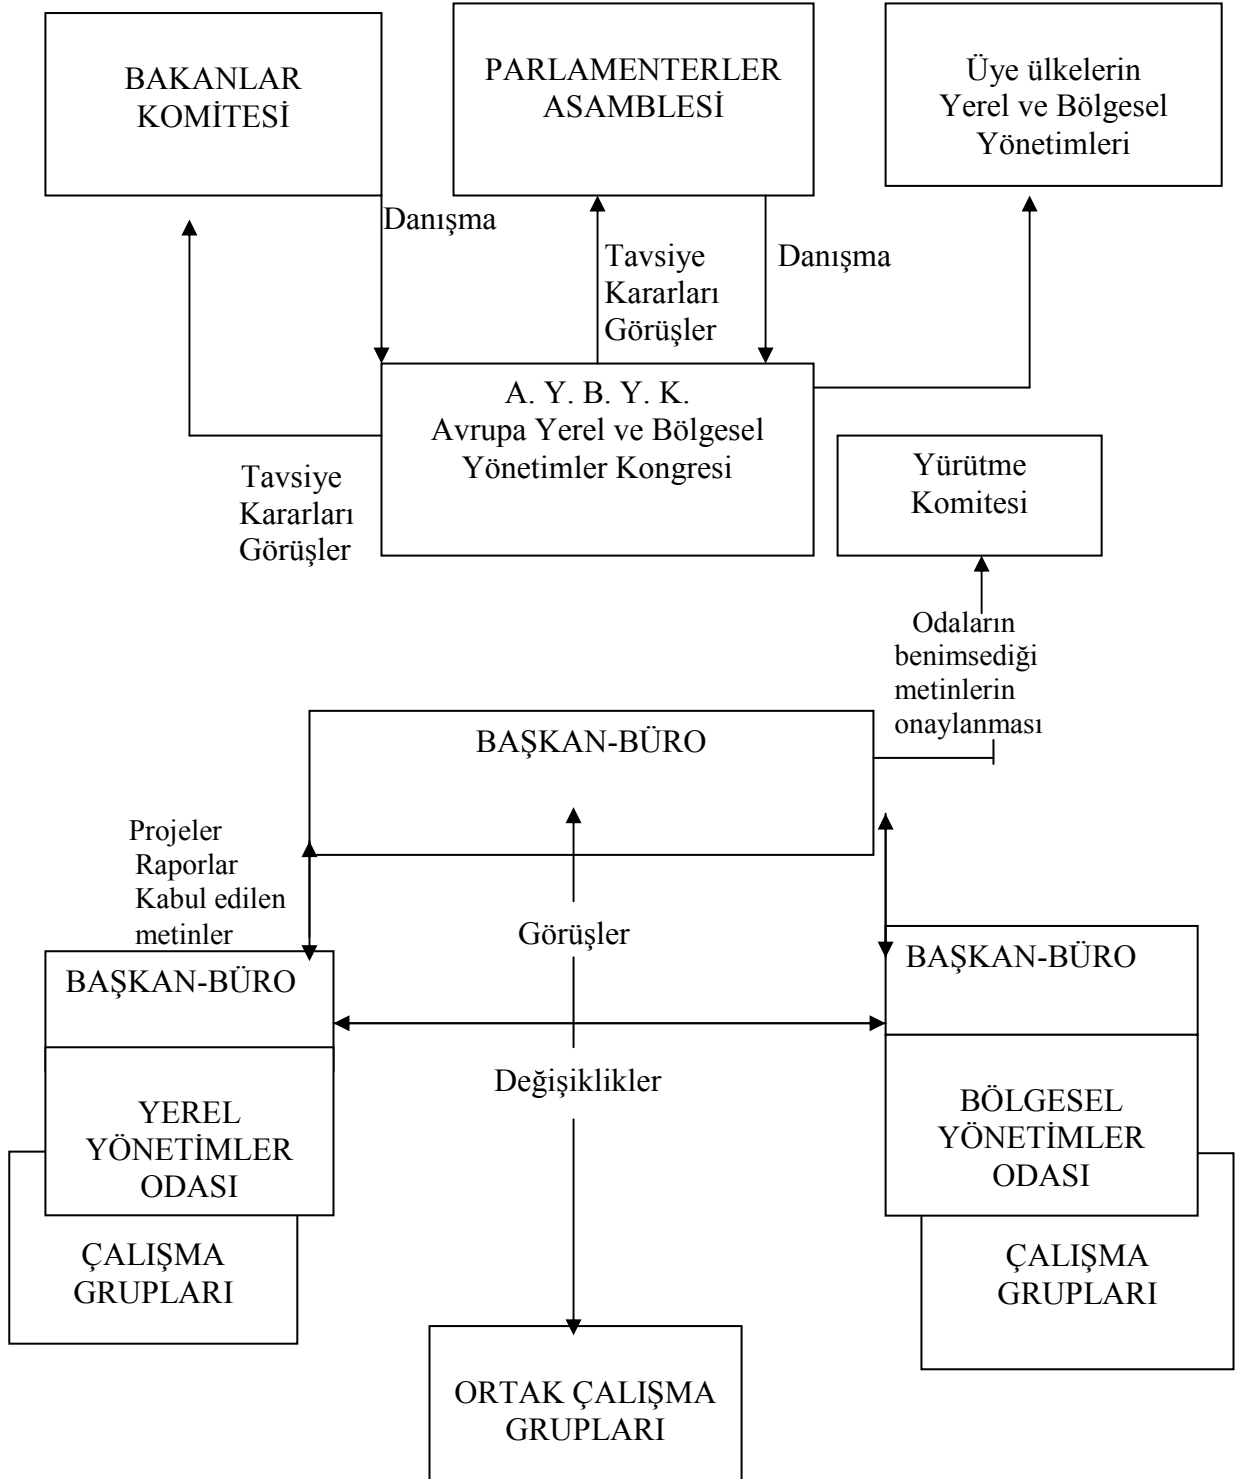 BAKANLAR
KOMİTESİ
PARLAMENTERLER
ASAMBLESİ
Üye ülkelerin
Yerel ve Bölgesel
Yönetimleri
Danışma
Tavsiye
Kararları
Görüşler
Danışma
A. Y. B. Y. K.
Avrupa Yerel ve Bölgesel
Yönetimler Kongresi
Tavsiye
Kararları
Görüşler
Yürütme
Komitesi
Odaların
benimsediği
metinlerin
onaylanması
BAŞKAN-BÜRO
Projeler
Raporlar
Kabul edilen
metinler
Görüşler
BAŞKAN-BÜRO
BAŞKAN-BÜRO
Değişiklikler
YEREL
YÖNETİMLER
ODASI
BÖLGESEL
YÖNETİMLER
ODASI
ÇALIŞMA
GRUPLARI
ÇALIŞMA
GRUPLARI
ORTAK ÇALIŞMA
GRUPLARI